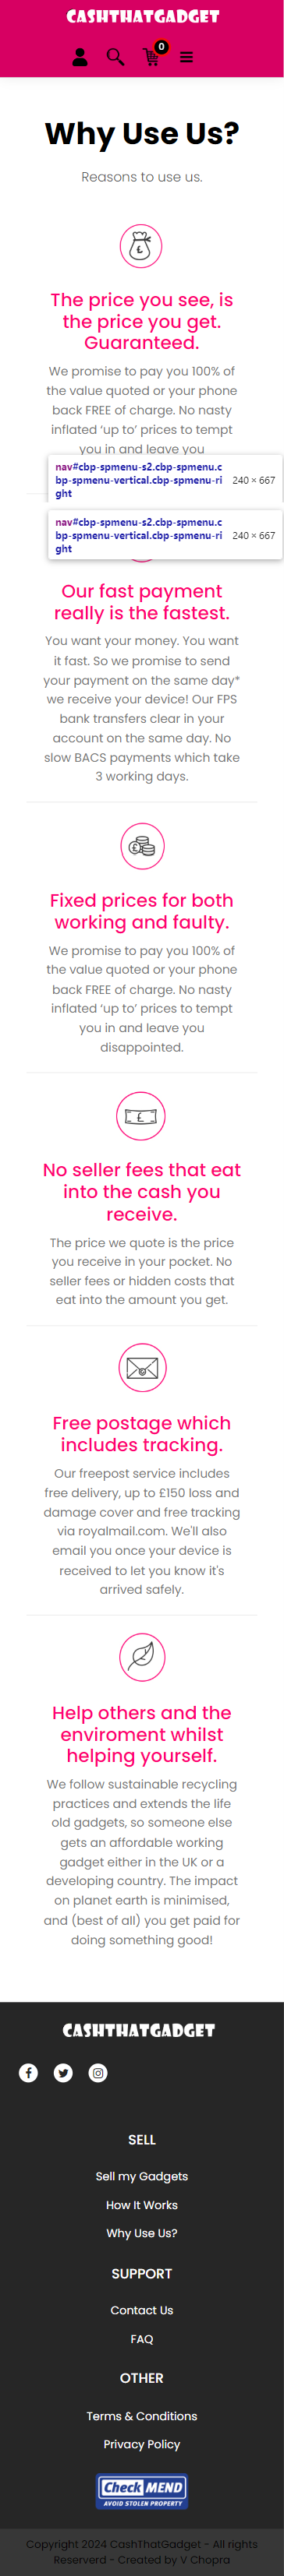 CASHTHATGADGET
0
Why Use Us?
Reasons to use us.
£
The price you see, is
the price you get.
Guaranteed.
We promise to pay you 100% of
the value quoted or your phone
back FREE of charge. No nasty
inflated ‘up to’ prices to tempt
you in and leave you
nav#cbp-spmenu-s2.cbp-spmenu.c
bp-spmenu-vertical.cbp-spmenu-ri 240 × 667
ght
nav#cbp-spmenu-s2.cbp-spmenu.c
bp-spmenu-vertical.cbp-spmenu-ri 240 × 667
ght
Our fast payment
really is the fastest.
You want your money. You want
it fast. So we promise to send
your payment on the same day*
we receive your device! Our FPS
bank transfers clear in your
account on the same day. No
slow BACS payments which take
3 working days.
£
Fixed prices for both
working and faulty.
We promise to pay you 100% of
the value quoted or your phone
back FREE of charge. No nasty
inflated ‘up to’ prices to tempt
you in and leave you
disappointed.
£
No seller fees that eat
into the cash you
receive.
The price we quote is the price
you receive in your pocket. No
seller fees or hidden costs that
eat into the amount you get.
Free postage which
includes tracking.
Our freepost service includes
free delivery, up to £150 loss and
damage cover and free tracking
via royalmail.com. We'll also
email you once your device is
received to let you know it's
arrived safely.
Help others and the
enviroment whilst
helping yourself.
We follow sustainable recycling
practices and extends the life
old gadgets, so someone else
gets an affordable working
gadget either in the UK or a
developing country. The impact
on planet earth is minimised,
and (best of all) you get paid for
doing something good!
CASHTHATGADGET
SELL
Sell my Gadgets
How It Works
Why Use Us?
SUPPORT
Contact Us
FAQ
OTHER
Terms & Conditions
Privacy Policy
Check MEND
AVOID STOLEN PROPERTY
Copyright 2024 CashThatGadget - All rights
Reserverd - Created by V Chopra